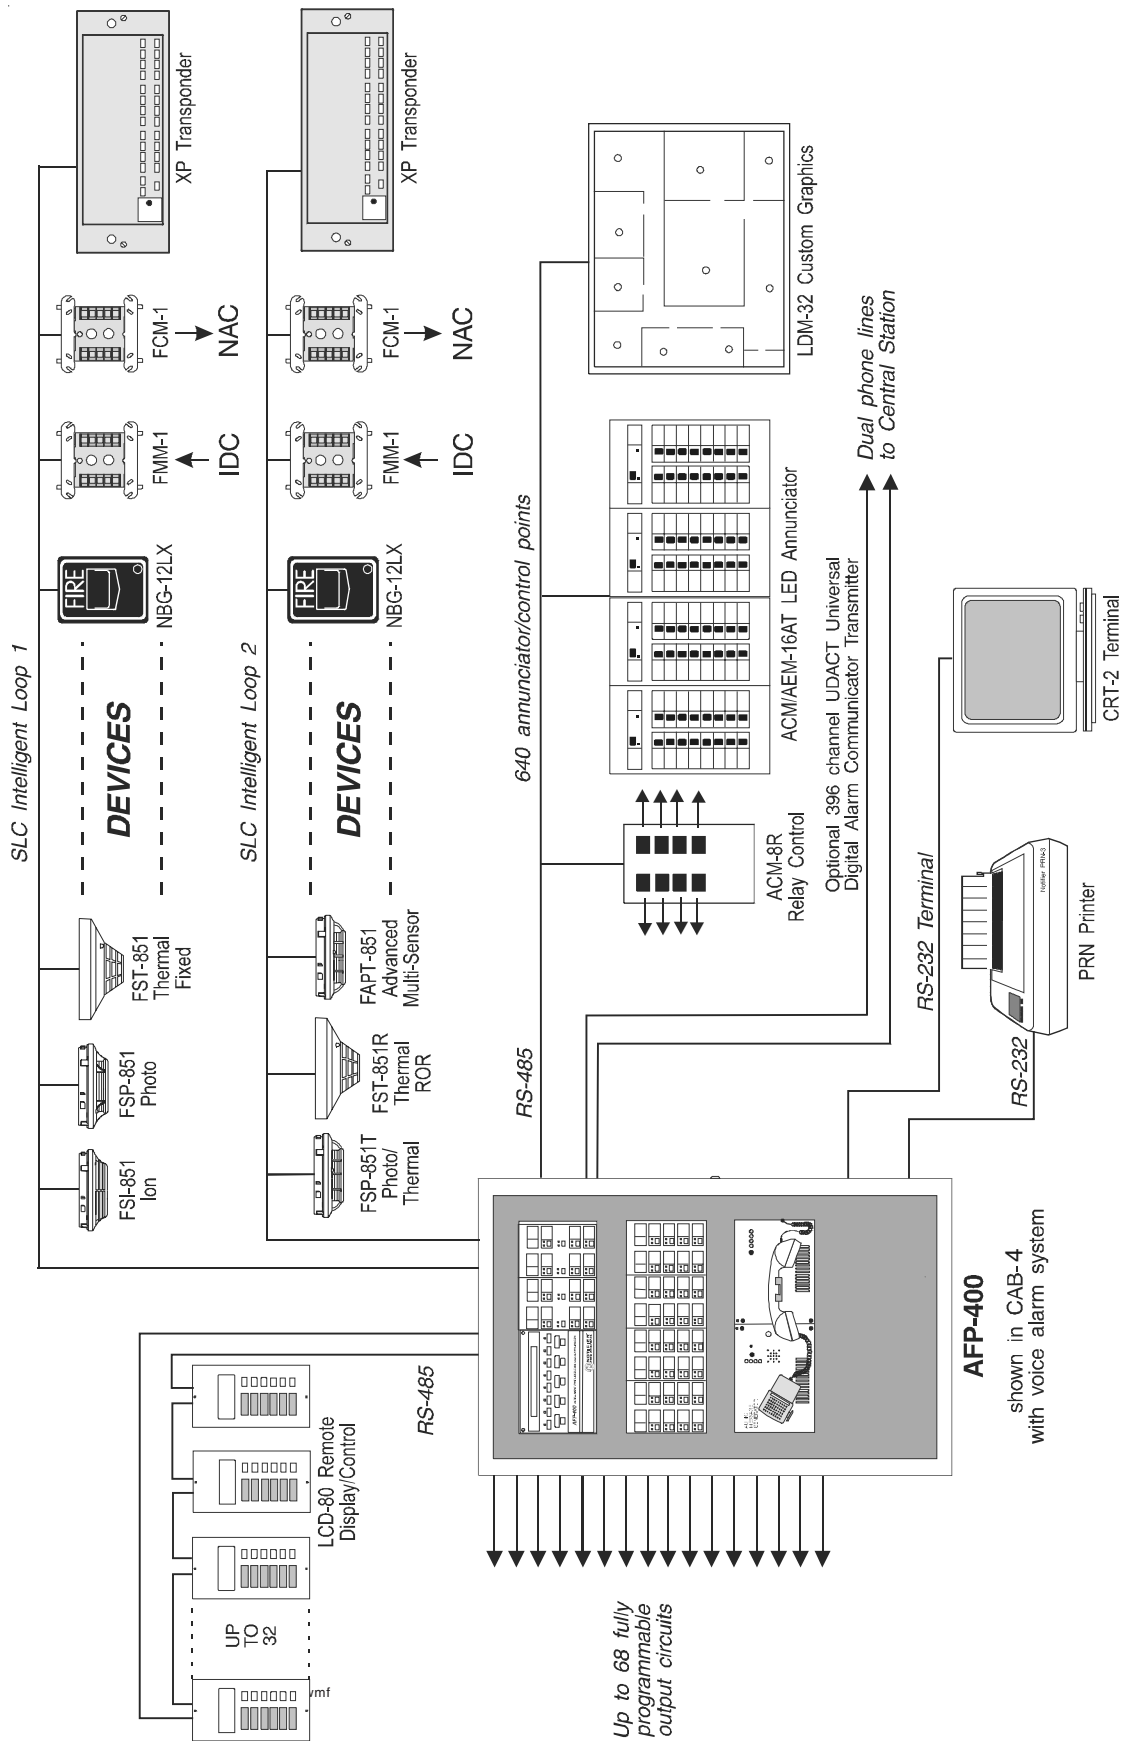 SLC Intelligent Loop 1
FSI-851
Ion
FSP-851
Photo
FST-851
Thermal
Fixed
DEVICES
FIRE
NBG-12LX
FMM-1
IDC
FCM-1
NAC
XP Transponder
SLC Intelligent Loop 2
FSP-851T
Photo/
Thermal
FST-851R
Thermal
ROR
FAPT-851
Advanced
Multi-Sensor
DEVICES
FIRE
NBG-12LX
FMM-1
IDC
FCM-1
NAC
XP Transponder
UP
TO
32
LCD-80 Remote
Display/Control
RS-485
RS-485
640 annunciator/control points
ACM-8R
Relay Control
ACM/AEM-16AT LED Annunciator
LDM-32 Custom Graphics
Optional 396 channel UDACT Universal
Digital Alarm Communicator Transmitter
Dual phone lines
to Central Station
RS-232 Terminal
CRT-2 Terminal
RS-232
Notifier PRN-3
PRN Printer
AFP-400
AFP-400
shown in CAB-4
with voice alarm system
Up to 68 fully
programmable
output circuits
wmf